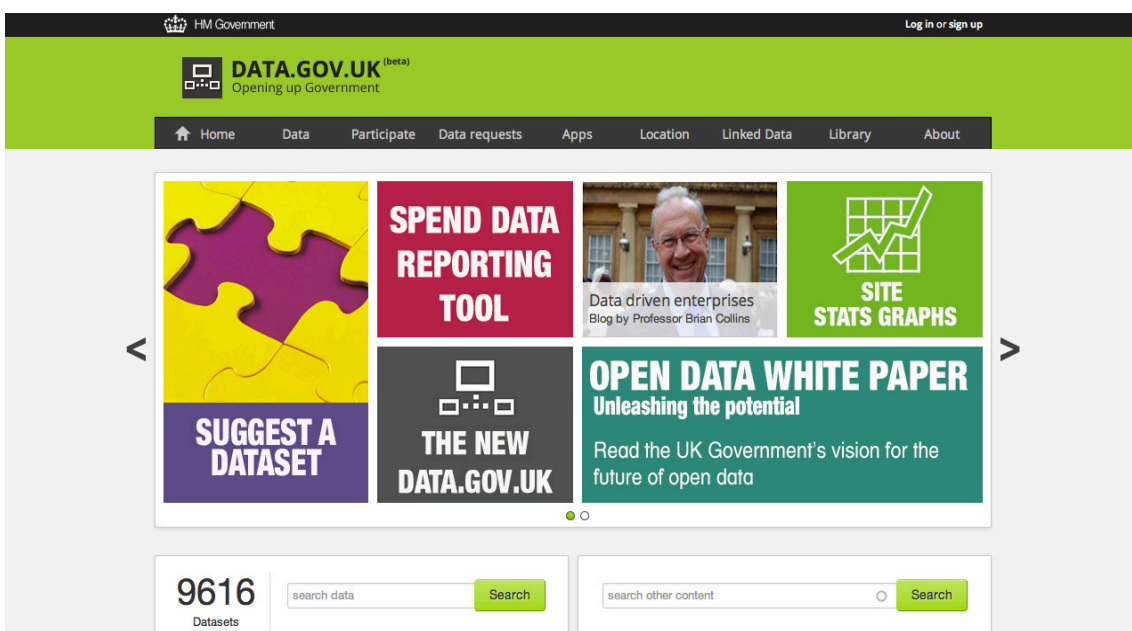 HM Government
Log in or sign up
DATA.GOV.UK (beta)
Opening up Government
Home Data Participate Data requests Apps Location Linked Data Library About
SUGGEST A
DATASET
SPEND DATA
REPORTING
TOOL
Data driven enterprises
Blog by Professor Brian Collins
SITE
STATS GRAPHS
THE NEW
DATA.GOV.UK
OPEN DATA WHITE PAPER
Unleashing the potential
Read the UK Government's vision for the
future of open data
< >
9616
Datasets
search data Search
search other content Search